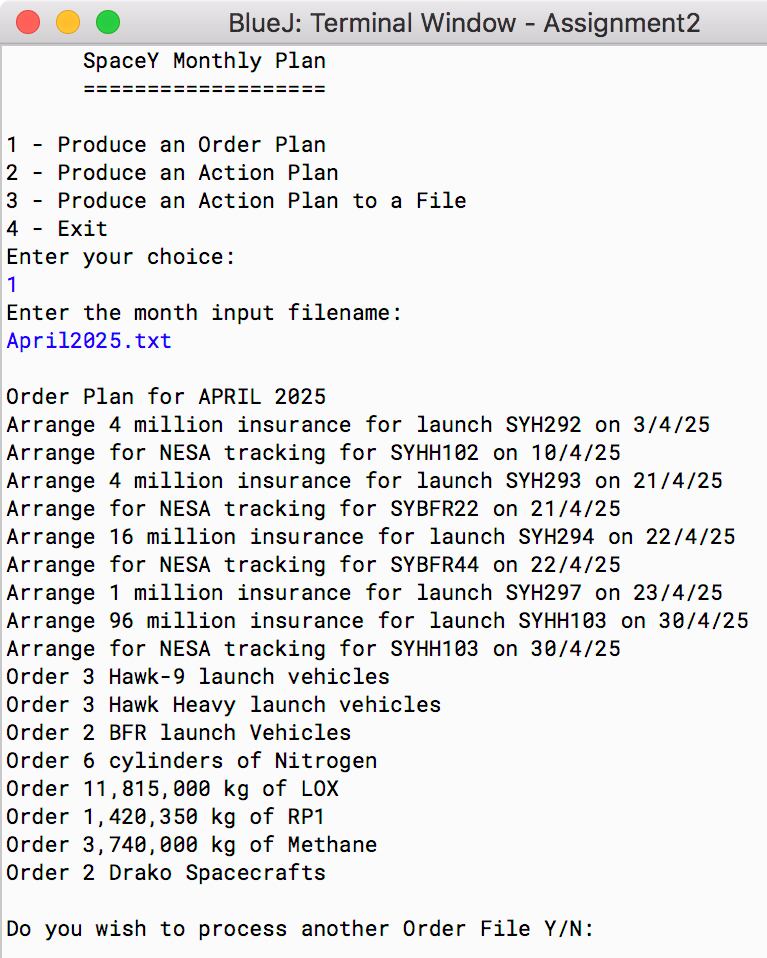 BlueJ: Terminal Window - Assignment2
SpaceY Monthly Plan
===================
1 - Produce an Order Plan
2 - Produce an Action Plan
3 - Produce an Action Plan to a File
4 - Exit
Enter your choice:
1
Enter the month input filename:
April2025.txt
Order Plan for APRIL 2025
Arrange 4 million insurance for launch SYH292 on 3/4/25
Arrange for NESA tracking for SYHH102 on 10/4/25
Arrange 4 million insurance for launch SYH293 on 21/4/25
Arrange for NESA tracking for SYBFR22 on 21/4/25
Arrange 16 million insurance for launch SYH294 on 22/4/25
Arrange for NESA tracking for SYBFR44 on 22/4/25
Arrange 1 million insurance for launch SYH297 on 23/4/25
Arrange 96 million insurance for launch SYHH103 on 30/4/25
Arrange for NESA tracking for SYHH103 on 30/4/25
Order 3 Hawk-9 launch vehicles
Order 3 Hawk Heavy launch vehicles
Order 2 BFR launch Vehicles
Order 6 cylinders of Nitrogen
Order 11,815,000 kg of LOX
Order 1,420,350 kg of RP1
Order 3,740,000 kg of Methane
Order 2 Drako Spacecrafts
Do you wish to process another Order File Y/N: